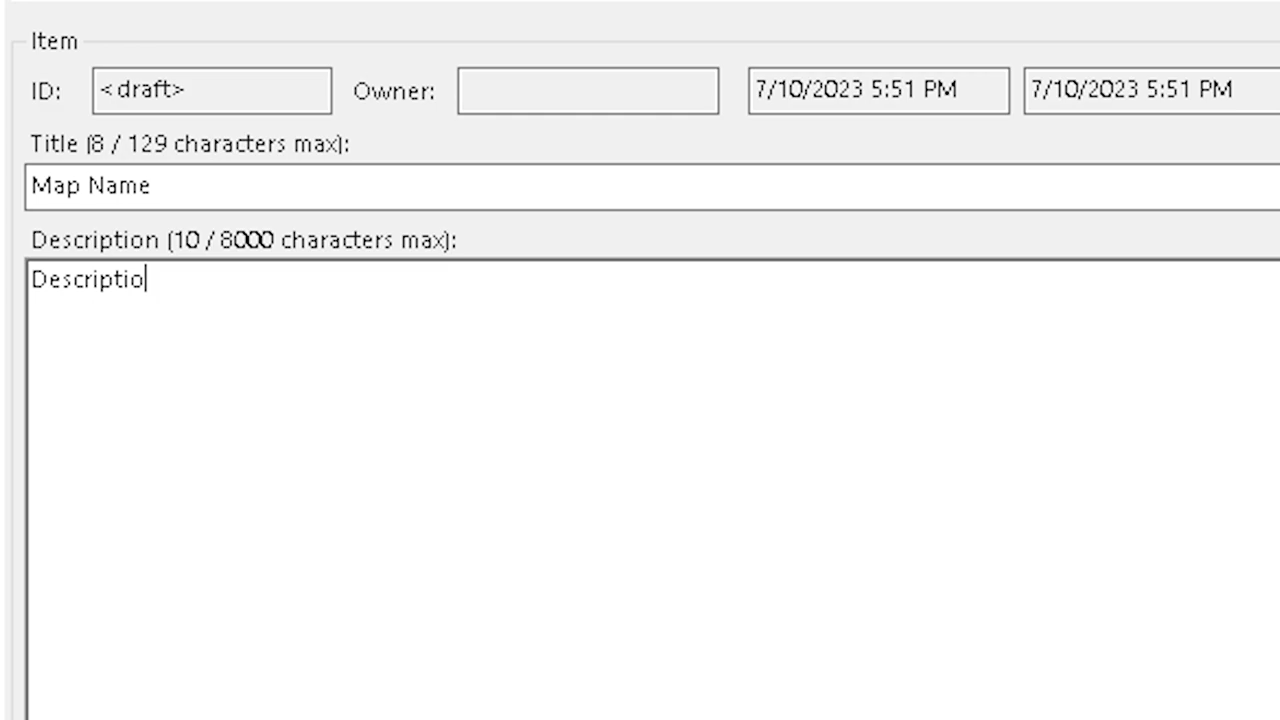 Item
ID: <draft> Owner: 7/10/2023 5:51 PM 7/10/2023 5:51 PM
Title (8 / 129 characters max):
Map Name
Description (10 / 8000 characters max):
Descriptio